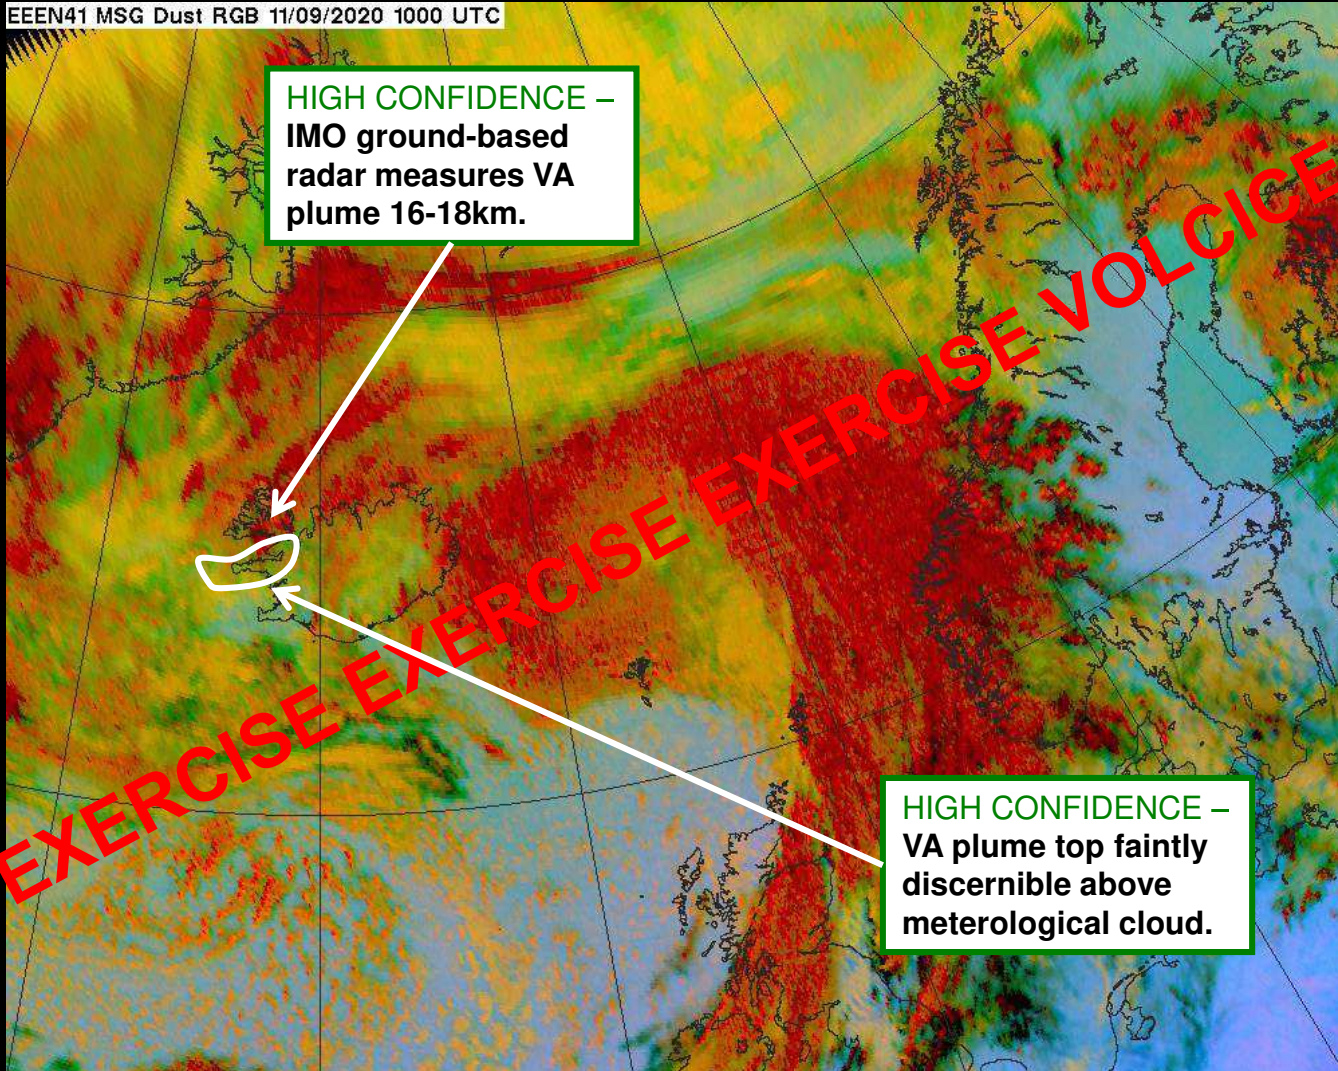 EEEN41 MSG Dust RGB 11/09/2020 1000 UTC
HIGH CONFIDENCE –
IMO ground-based
radar measures VA
plume 16-18km.
EXERCISE EXERCISE EXERCISE VOLCICE
HIGH CONFIDENCE –
VA plume top faintly
discernible above
meterological cloud.